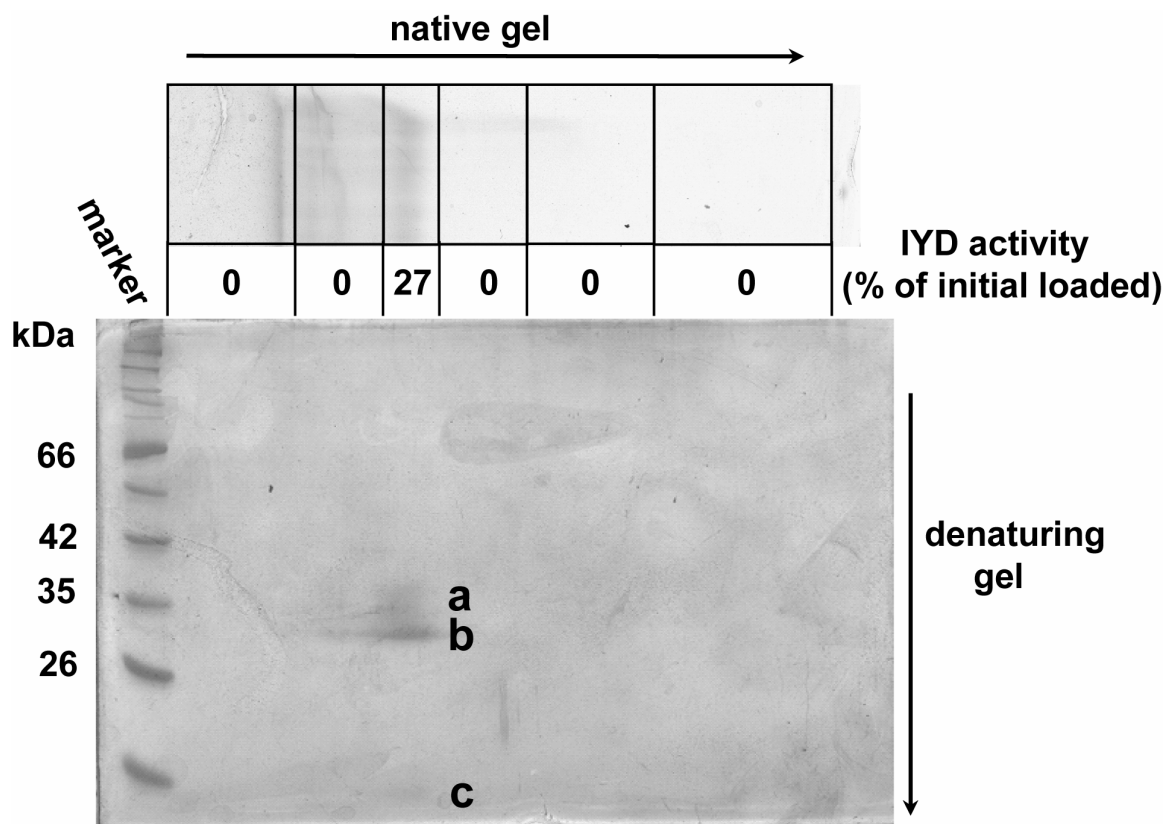 native gel
marker
0 0 27 0 0 0
IYD activity
(% of initial loaded)
kDa
66
42
35
26
a
b
c
denaturing
gel